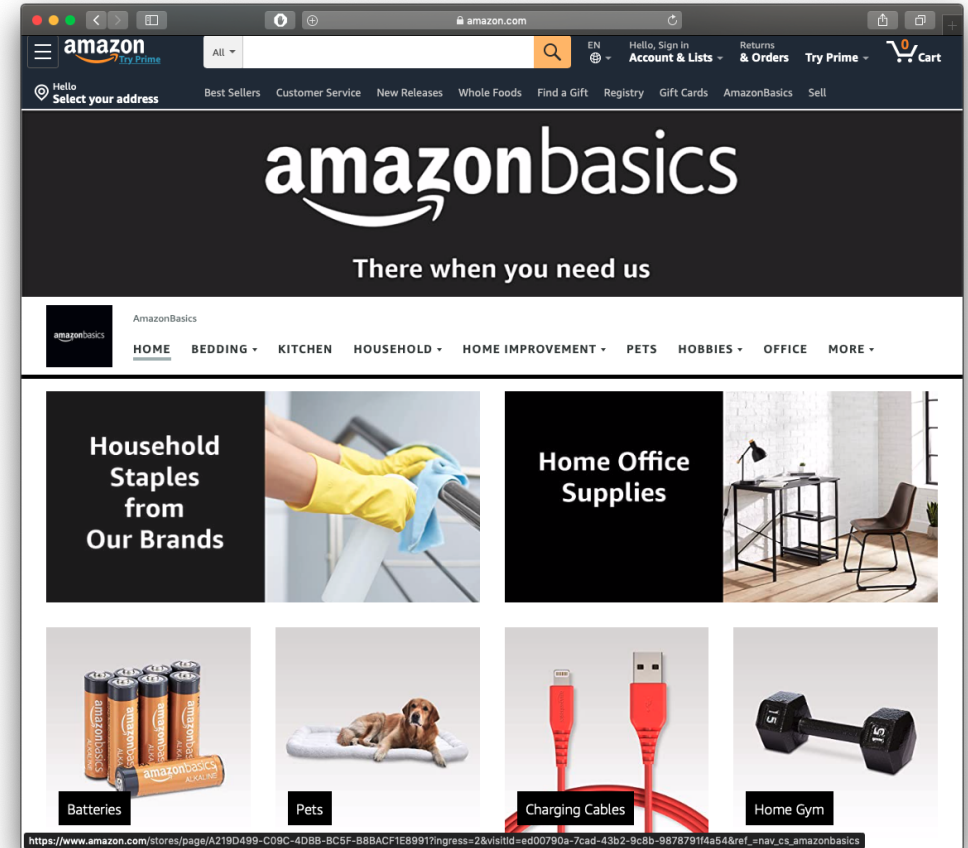 amazon.com
amazon
Try Prime
All
EN
Hello, Sign in
Account & Lists
Returns
& Orders
Try Prime
0
Cart
Hello
Select your address
Best Sellers Customer Service New Releases Whole Foods Find a Gift Registry Gift Cards AmazonBasics Sell
amazonbasics
There when you need us
amazonbasics
AmazonBasics
HOME BEDDING KITCHEN HOUSEHOLD HOME IMPROVEMENT PETS HOBBIES OFFICE MORE
Household
Staples
from
Our Brands
Home Office
Supplies
amazonbasics
ALKALINE
15
15
Batteries
Pets
Charging Cables
Home Gym
https://www.amazon.com/stores/page/A219D499-C09C-4DBB-BC5F-B8BACF1E8991?ingress=2&visitId=ed00790a-7cad-43b2-9c8b-9878791f4a54&ref_=nav_cs_amazonbasics